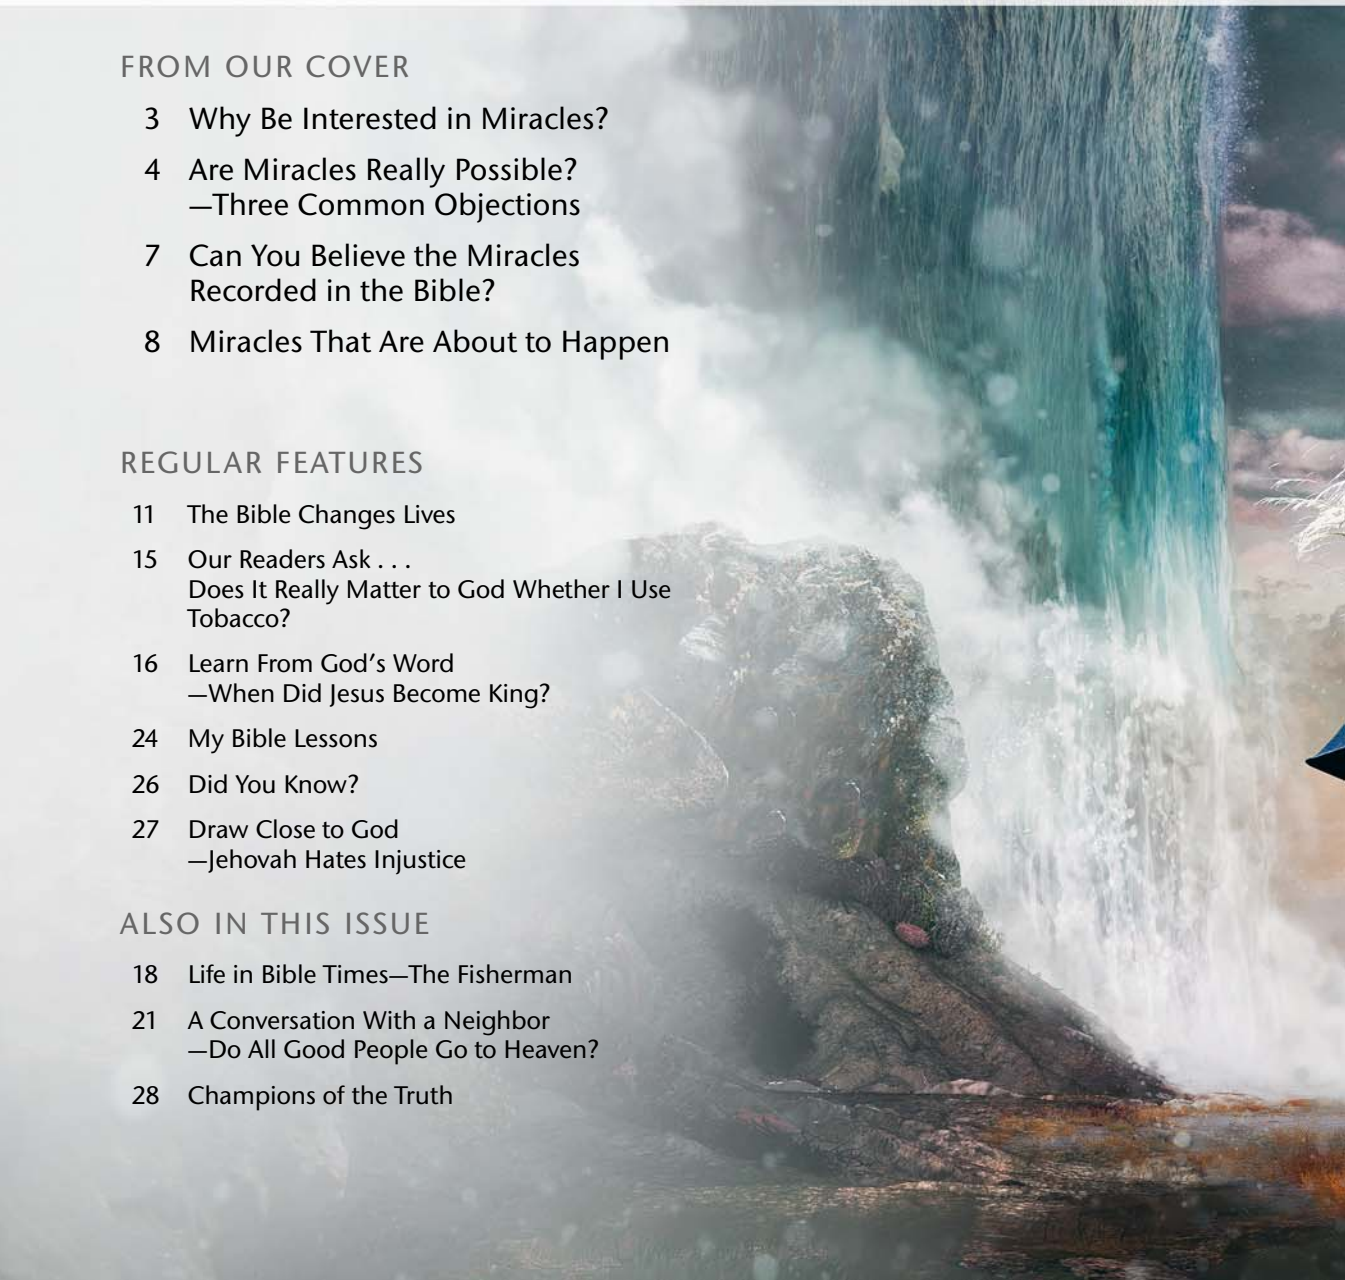 FROM OUR COVER
3 Why Be Interested in Miracles?
4 Are Miracles Really Possible?
—Three Common Objections
7 Can You Believe the Miracles
Recorded in the Bible?
8 Miracles That Are About to Happen
REGULAR FEATURES
11 The Bible Changes Lives
15 Our Readers Ask . . .
Does It Really Matter to God Whether I Use
Tobacco?
16 Learn From God’s Word
—When Did Jesus Become King?
24 My Bible Lessons
26 Did You Know?
27 Draw Close to God
—Jehovah Hates Injustice
ALSO IN THIS ISSUE
18 Life in Bible Times—The Fisherman
21 A Conversation With a Neighbor
—Do All Good People Go to Heaven?
28 Champions of the Truth